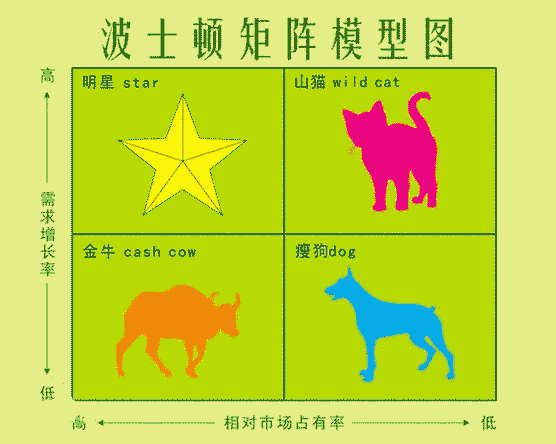 波士顿矩阵模型图
高
明星 star
山猫 wild cat
需求增长率
金牛 cash cow
瘦狗dog
低
高
相对市场占有率
低